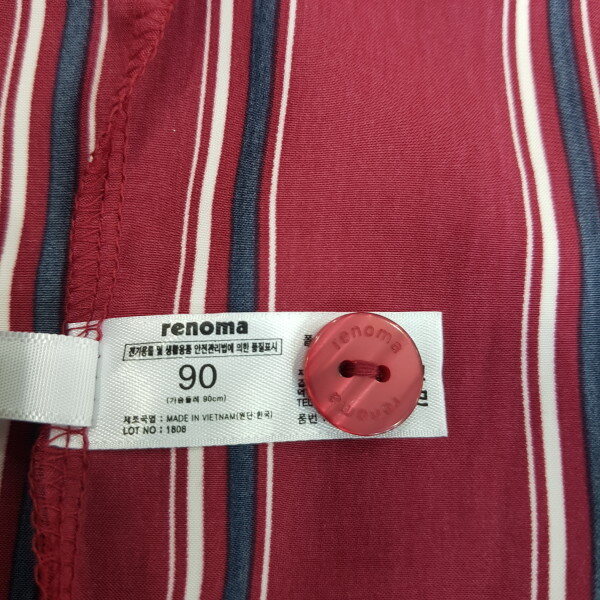 renoma
전기용품 및 생활용품 안전관리법에 의한 품질표시
90
(가슴둘레 90cm)
제조국명 : MADE IN VIETNAM(원단:한국)
LOT NO : 1808
품
TEL
품번
renoma
renoma